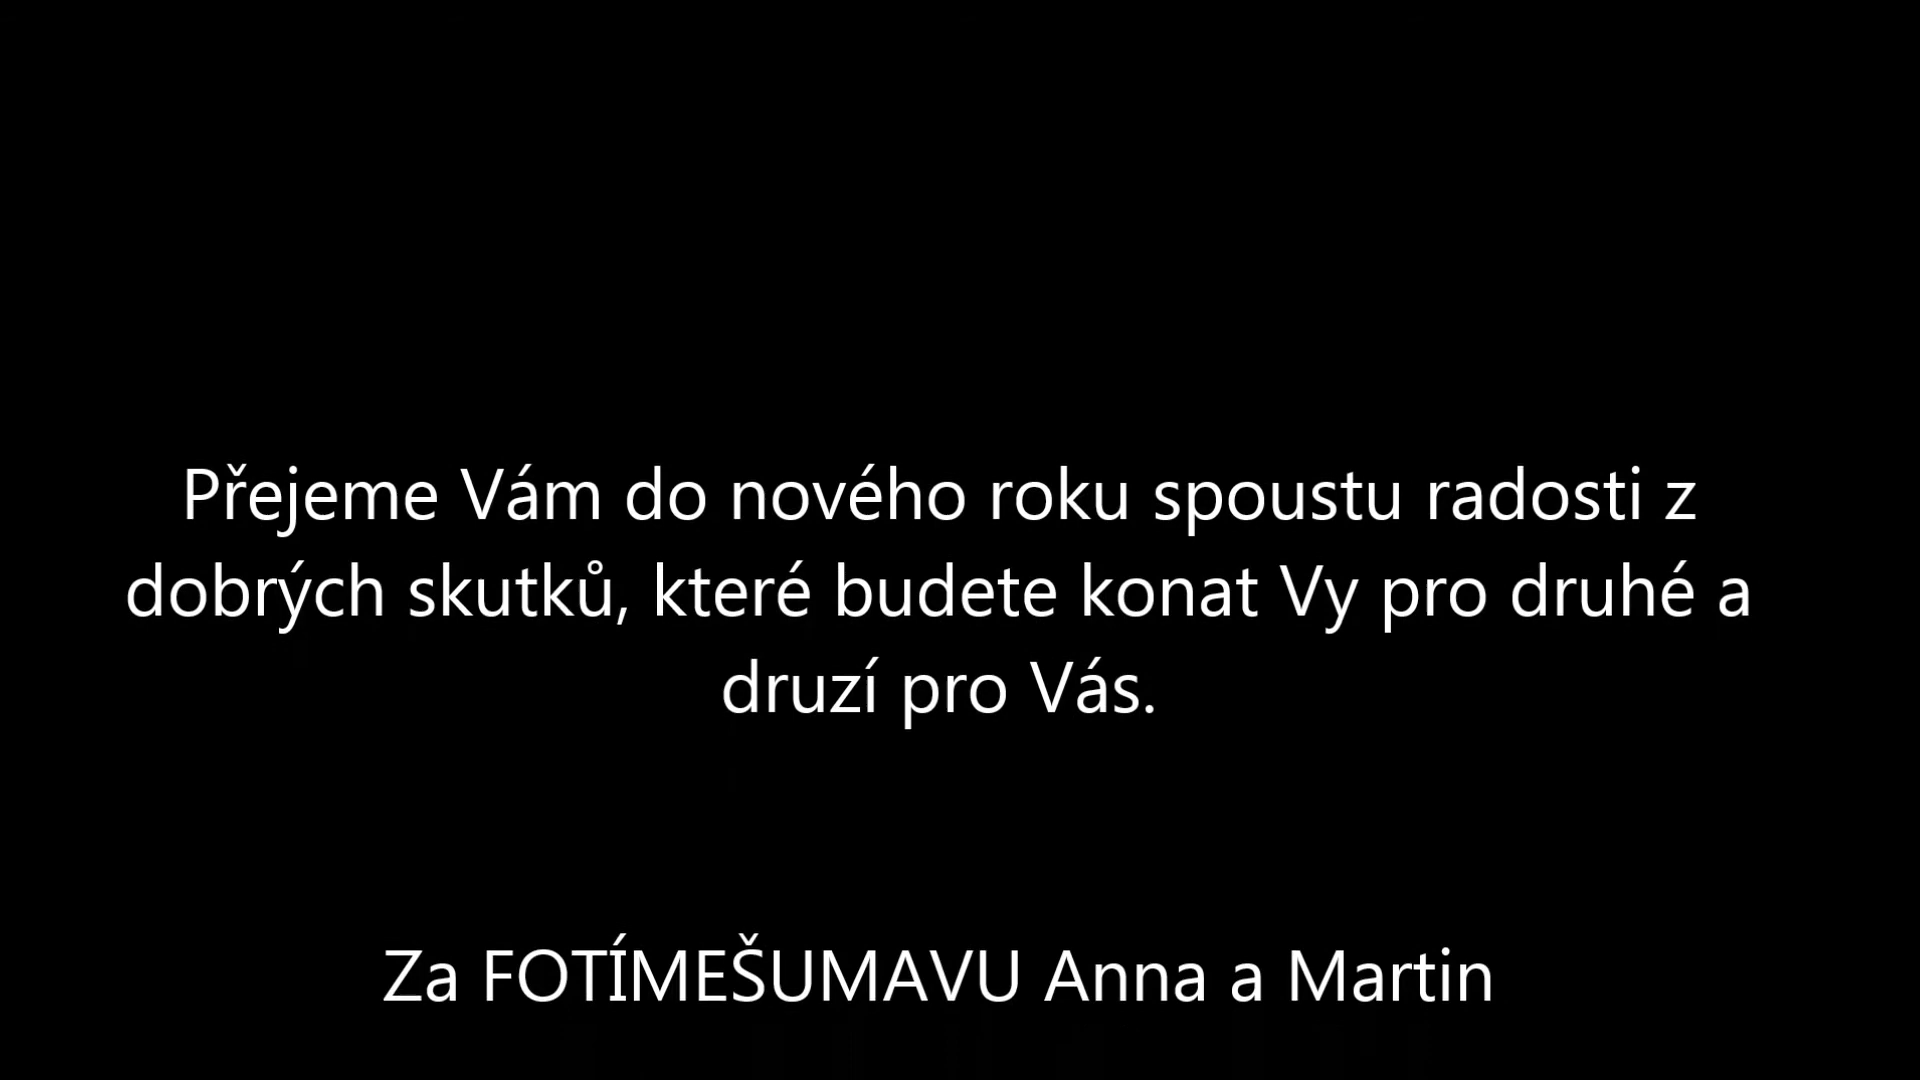 Přejeme Vám do nového roku spoustu radosti z
dobrých skutků, které budete konat Vy pro druhé a
druzí pro Vás.
Za FOTÍMEŠUMAVU Anna a Martin